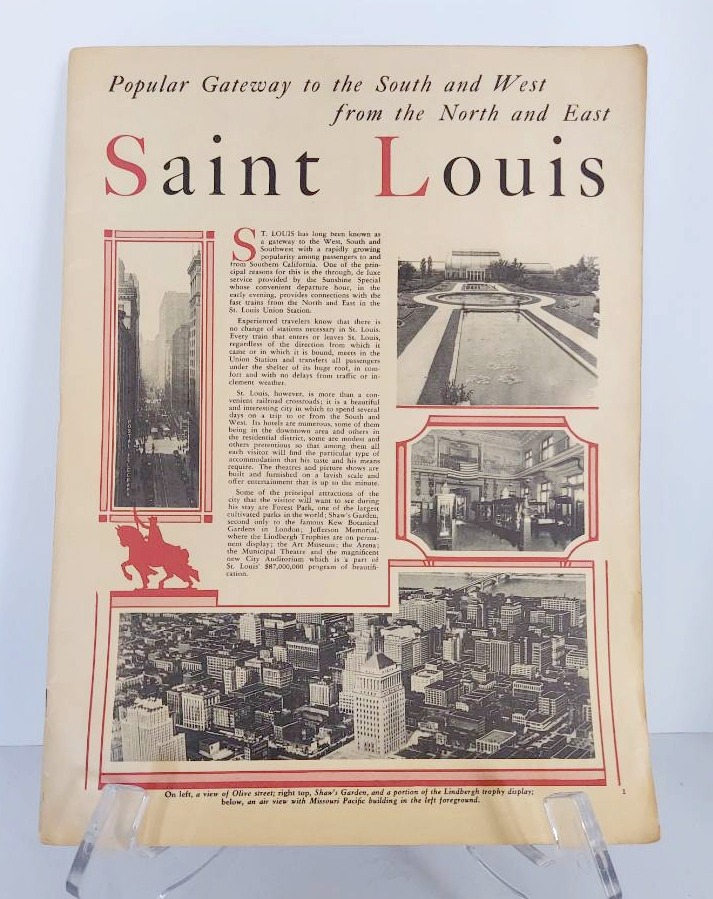 Popular Gateway to the South and West
from the North and East
Saint Louis
ST. LOUIS has long been known as
a gateway to the West, South and
Southwest with a rapidly growing
popularity among passengers to and
from Southern California. One of the prin-
cipal reasons for this is the through, de luxe
service provided by the Sunshine Special
whose convenient departure hour, in the
early evening, provides connections with the
fast trains from the North and East in the
St. Louis Union Station.
Experienced travelers know that there is
no change of stations necessary in St. Louis.
Every train that enters or leaves St. Louis,
regardless of the direction from which it
came or in which it is bound, meets in the
Union Station and transfers all passengers
under the shelter of its huge roof, in com-
fort and with no delays from traffic or in-
clement weather.
St. Louis, however, is more than a con-
venient railroad crossroads; it is a beautiful
and interesting city in which to spend several
days on a trip to or from the South and
West. Its hotels are numerous, some of them
being in the downtown area and others in
the residential district, some are modest and
others pretentious so that among them all
each visitor will find the particular type of
accommodation that his taste and his means
require. The theatres and picture shows are
built and furnished on a lavish scale and
offer entertainment that is up to the minute.
Some of the principal attractions of the
city that the visitor will want to see during
his stay are Forest Park, one of the largest
cultivated parks in the world; Shaw's Garden,
second only to the famous Kew Botanical
Gardens in London; Jefferson Memorial,
where the Lindbergh Trophies are on perma-
nent display; the Art Museum; the Arena;
the Municipal Theatre and the magnificent
new City Auditorium which is a part of
St. Louis' $87,000,000 program of beautifi-
cation.
On left, a view of Olive street; right top, Shaw's Garden, and a portion of the Lindbergh trophy display;
below, an air view with Missouri Pacific building in the left foreground.
1